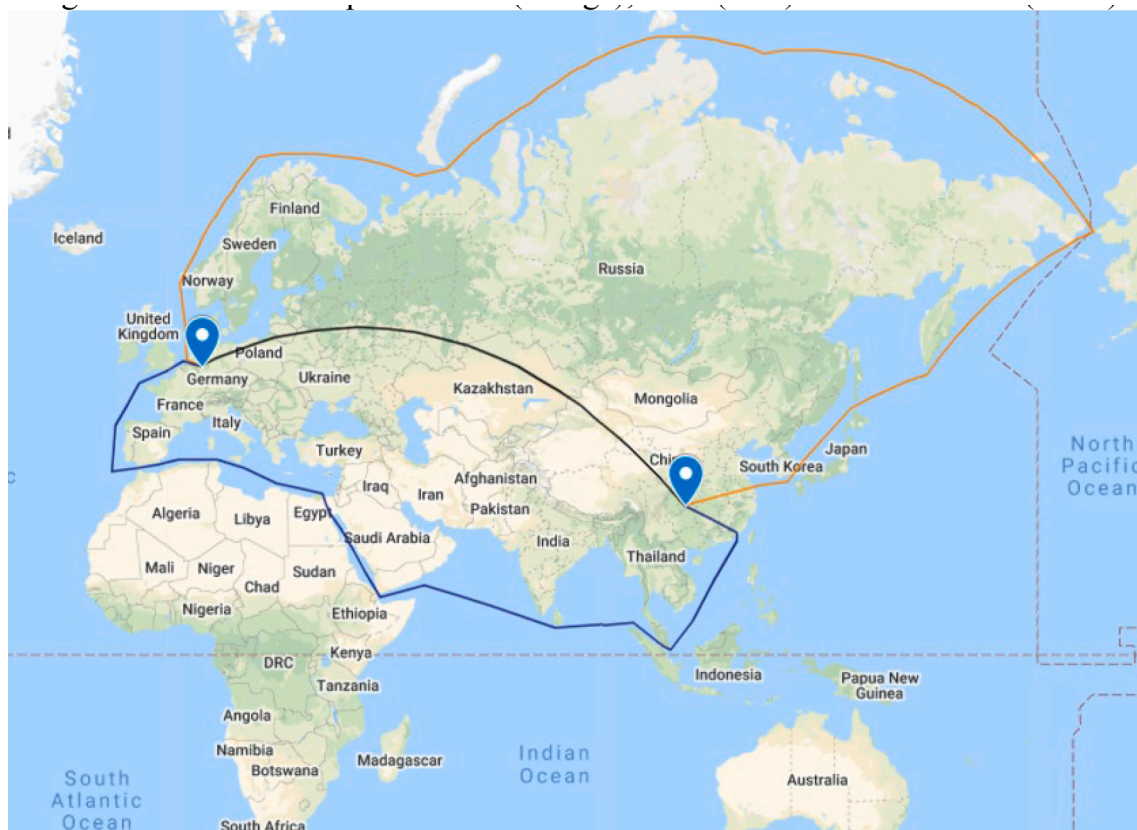 Iceland
Finland
Sweden
Norway
Russia
United
Kingdom
Poland
Germany
Ukraine
France
Kazakhstan
Mongolia
Italy
Spain
Turkey
South Korea
Japan
North
Pacific
Ocean
Iraq
Iran
Afghanistan
Pakistan
Algeria
Libya
Egypt
Saudi Arabia
India
Thailand
Mali
Niger
Chad
Sudan
Nigeria
Ethiopia
DRC
Kenya
Tanzania
Indonesia
Papua New
Guinea
Angola
Namibia
Botswana
Madagascar
Indian
Ocean
Australia
South
Atlantic
Ocean
South Africa